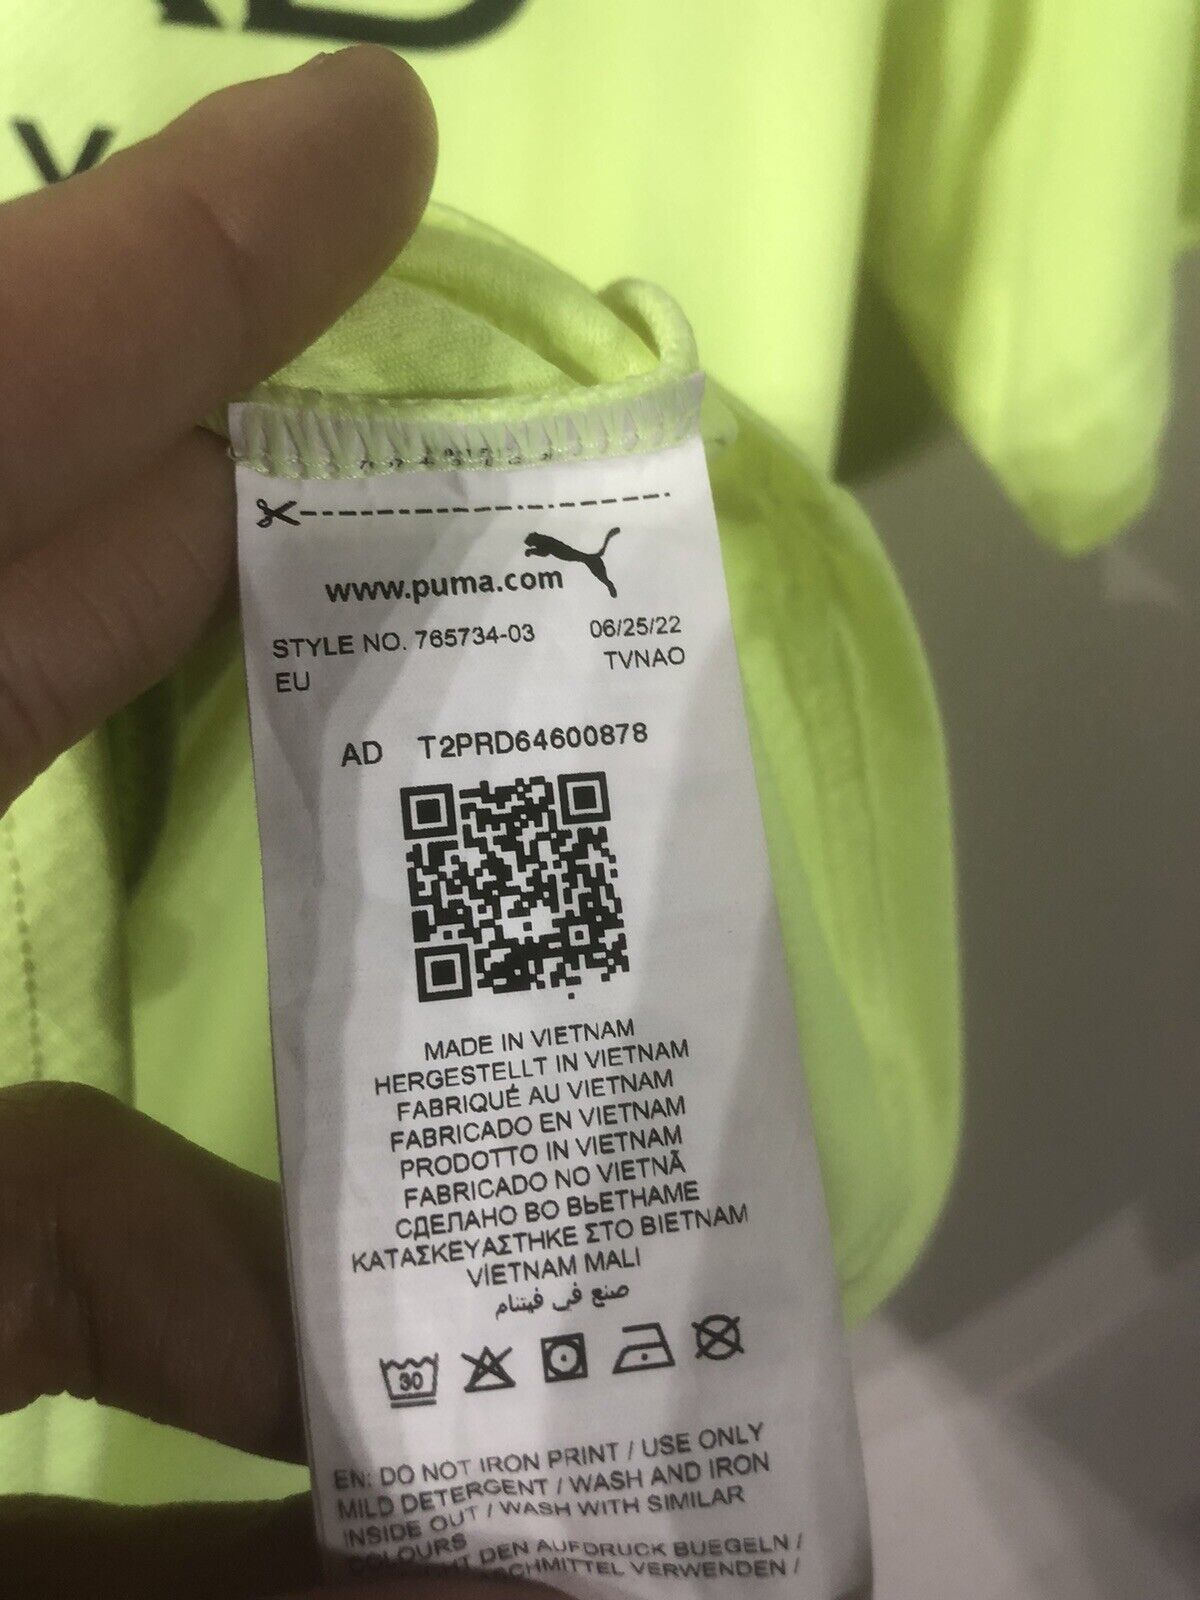 www.puma.com
STYLE NO. 765734-03 06/25/22
EU TVNAO
AD T2PRD64600878
MADE IN VIETNAM
HERGESTELLT IN VIETNAM
FABRIQUÉ AU VIETNAM
FABRICADO EN VIETNAM
PRODOTTO IN VIETNAM
FABRICADO NO VIETNÃ
СДЕЛАНО ВО ВЬЕТНАМЕ
ΚΑΤΑΣΚΕΥΑΣΤΗΚΕ ΣΤΟ ΒΙΕΤΝΑΜ
VİETNAM MALI
صنع في فيتنام
30
EN: DO NOT IRON PRINT / USE ONLY
MILD DETERGENT / WASH AND IRON
INSIDE OUT / WASH WITH SIMILAR
COLOURS
DEN AUFDRUCK BUEGELN /
VERWENDEN /